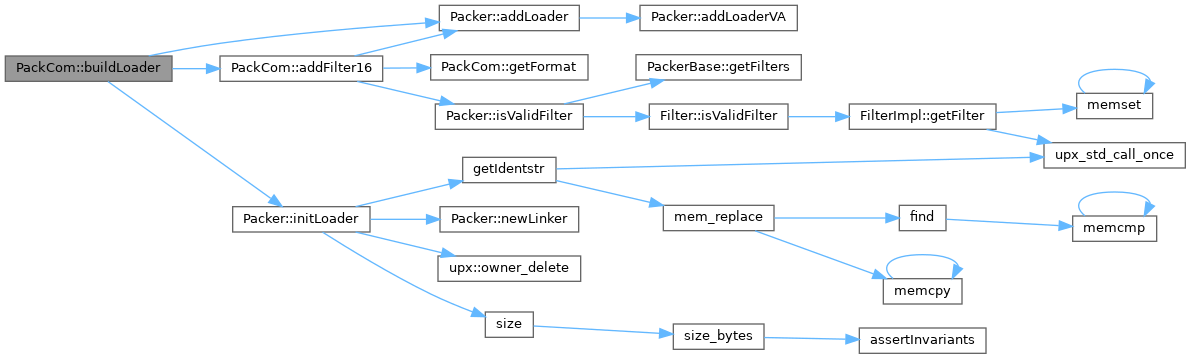 PackCom::buildLoader
Packer::addLoader
Packer::addLoaderVA
PackCom::addFilter16
PackCom::getFormat
PackerBase::getFilters
Packer::isValidFilter
Filter::isValidFilter
FilterImpl::getFilter
memset
upx_std_call_once
getIdentstr
Packer::initLoader
Packer::newLinker
mem_replace
find
memcmp
upx::owner_delete
memcpy
size
size_bytes
assertInvariants